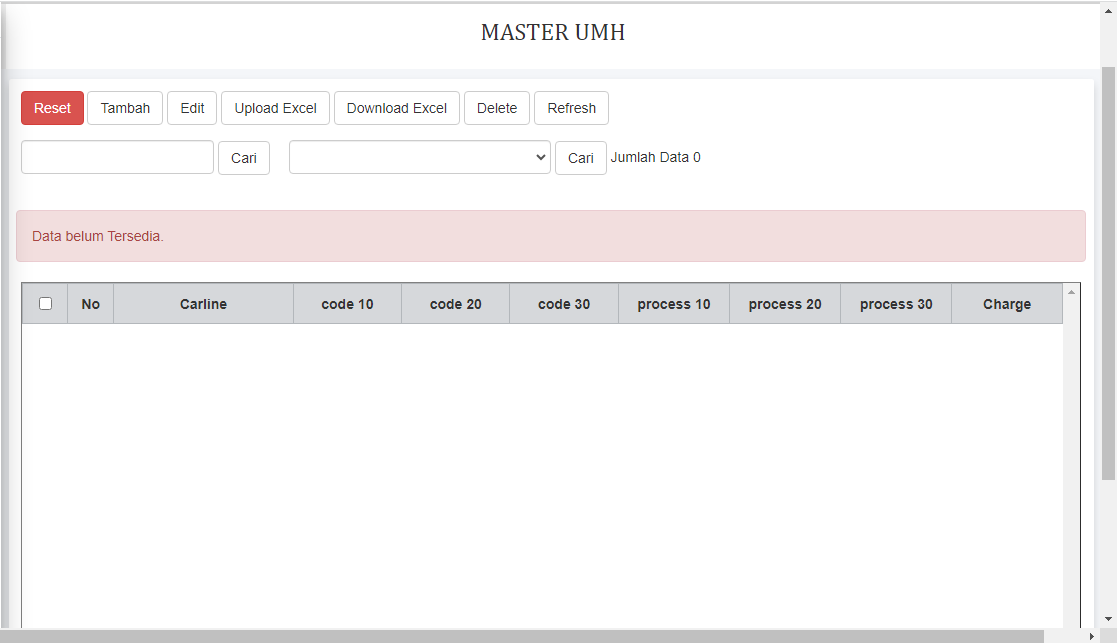 MASTER UMH
Reset Tambah Edit Upload Excel Download Excel Delete Refresh
Cari Cari Jumlah Data 0
Data belum Tersedia.
No Carline code 10 code 20 code 30 process 10 process 20 process 30 Charge